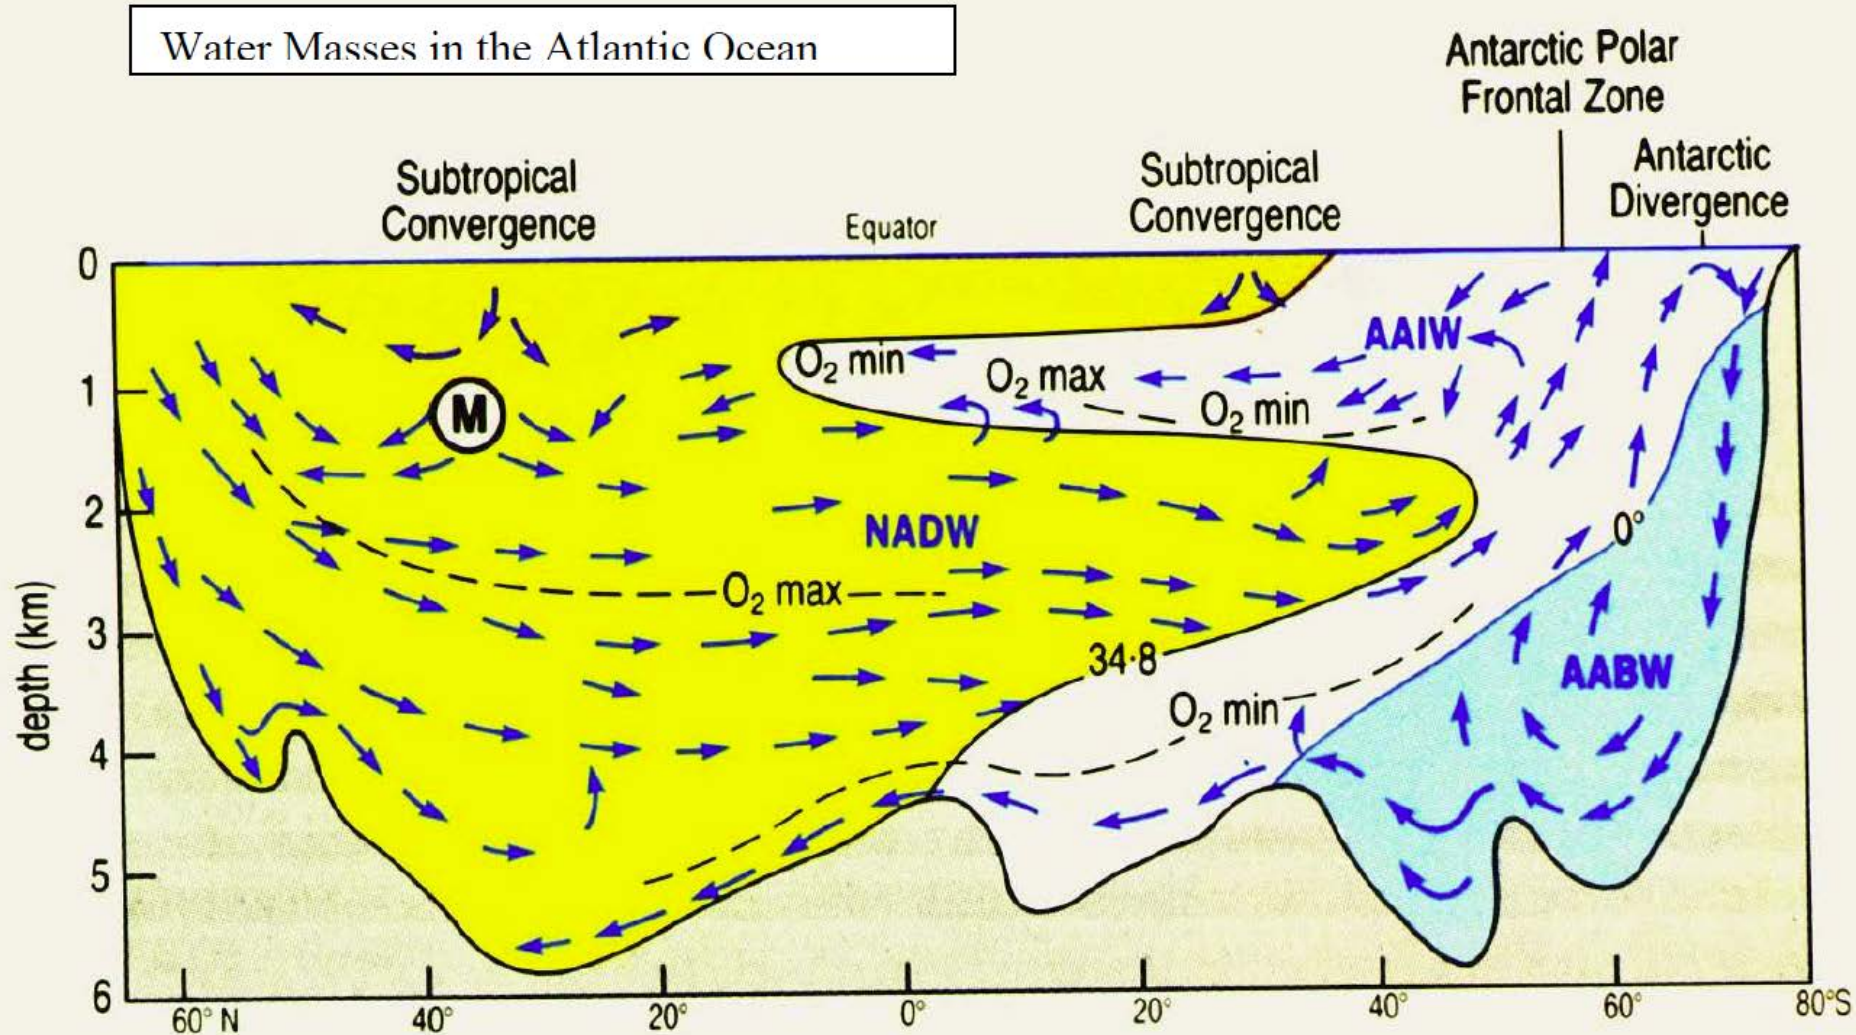 Water Masses in the Atlantic Ocean
Antarctic Polar
Frontal Zone
Subtropical
Convergence
Equator
Subtropical
Convergence
Antarctic
Divergence
0
O₂ min
AAIW
O₂ max
1
M
O₂ min
2
NADW
0°
O₂ max
depth (km)
3
34·8
AABW
O₂ min
4
5
6
60° N
40°
20°
0°
20°
40°
60°
80°S